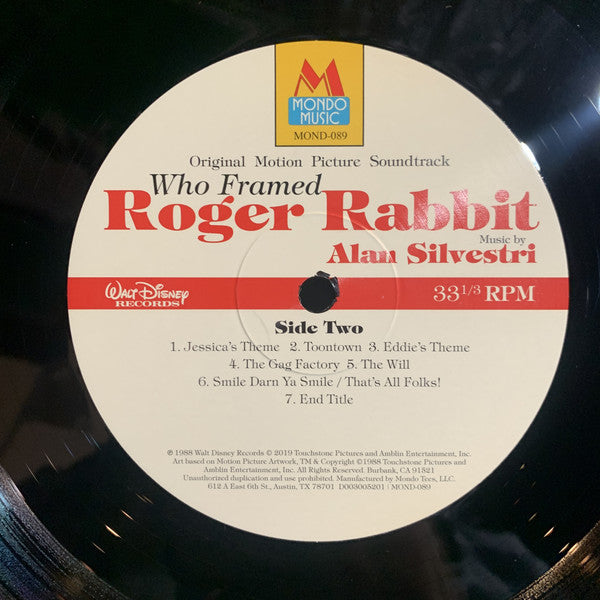 M
MONDO
MUSIC
MOND-089
Original Motion Picture Soundtrack
Who Framed
Roger Rabbit
Music by
Alan Silvestri
WALT DISNEY
RECORDS
33 1/3 RPM
Side Two
1. Jessica's Theme 2. Toontown 3. Eddie's Theme
4. The Gag Factory 5. The Will
6. Smile Darn Ya Smile / That's All Folks!
7. End Title
℗ 1988 Walt Disney Records © 2019 Touchstone Pictures and Amblin Entertainment, Inc.
Art based on Motion Picture Artwork, TM & Copyright ©1988 Touchstone Pictures and
Amblin Entertainment, Inc. All Rights Reserved. Burbank, CA 91521
Unauthorized duplication and use prohibited. Manufactured by Mondo Tees, LLC.
612 A East 6th St., Austin, TX 78701 D003005201 | MOND-089